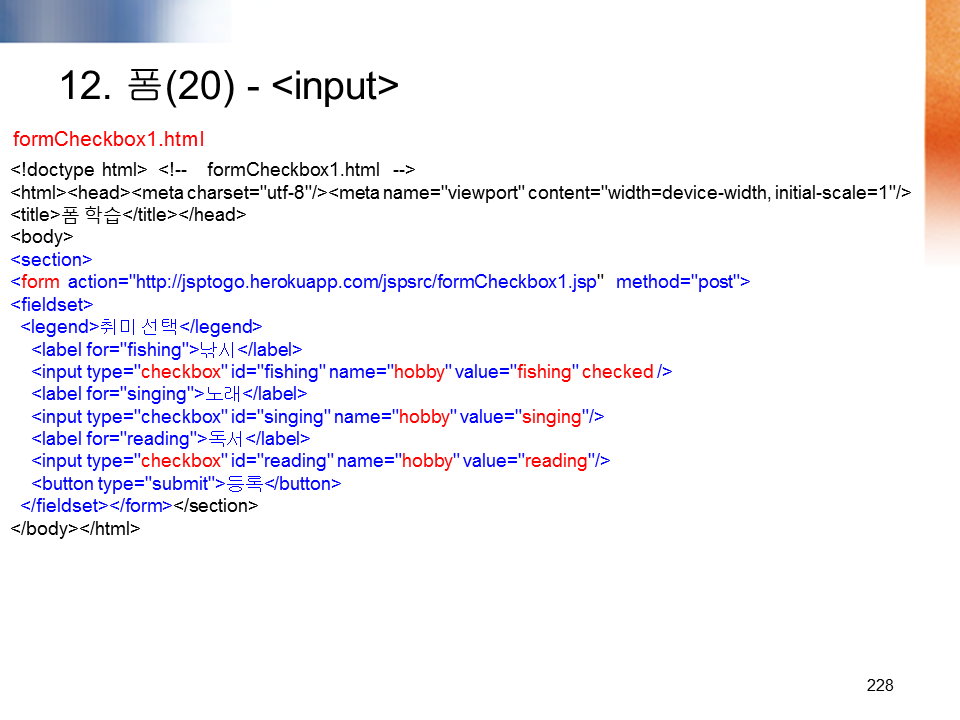 12. 폼(20) - <input>
formCheckbox1.html
<!doctype html> <!-- formCheckbox1.html -->
<html><head><meta charset="utf-8"/><meta name="viewport" content="width=device-width, initial-scale=1"/>
<title>폼 학습</title></head>
<body>
<section>
<form action="http://jsptogo.herokuapp.com/jspsrc/formCheckbox1.jsp" method="post">
<fieldset>
<legend>취미 선택</legend>
<label for="fishing">낚시</label>
<input type="checkbox" id="fishing" name="hobby" value="fishing" checked />
<label for="singing">노래</label>
<input type="checkbox" id="singing" name="hobby" value="singing"/>
<label for="reading">독서</label>
<input type="checkbox" id="reading" name="hobby" value="reading"/>
<button type="submit">등록</button>
</fieldset></form></section>
</body></html>
228